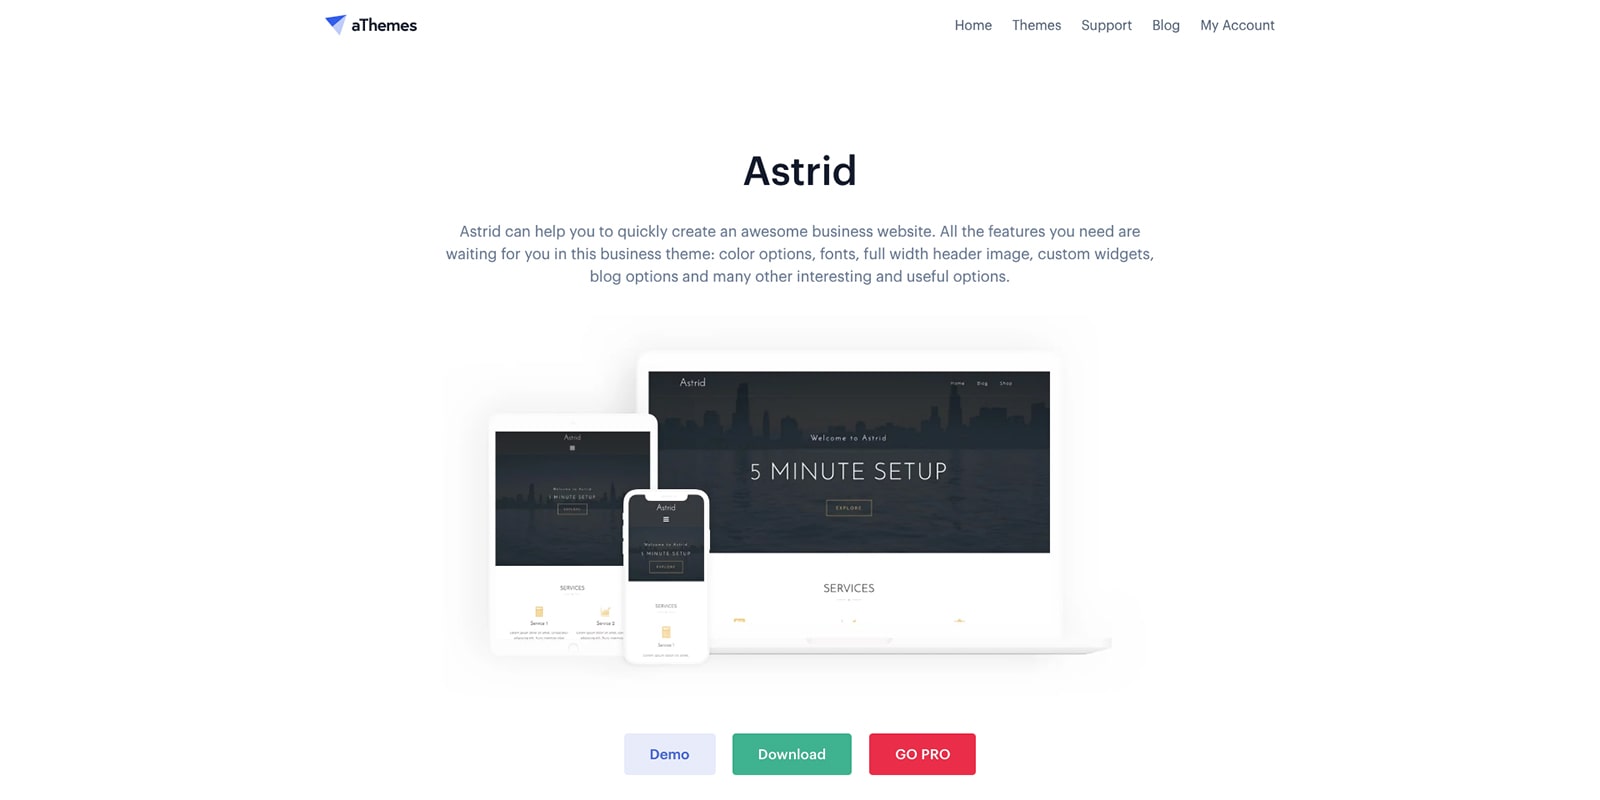 aThemes
Home Themes Support Blog My Account
Astrid
Astrid can help you to quickly create an awesome business website. All the features you need are
waiting for you in this business theme: color options, fonts, full width header image, custom widgets,
blog options and many other interesting and useful options.
Astrid
Home Blog Shop
Welcome to Astrid
5 MINUTE SETUP
EXPLORE
SERVICES
Astrid
Welcome to Astrid
1 MINUTE SETUP
EXPLORE
SERVICES
Service 1
Service 2
Astrid
Welcome to Astrid
1 MINUTE SETUP
EXPLORE
SERVICES
Service 1
Demo
Download
GO PRO